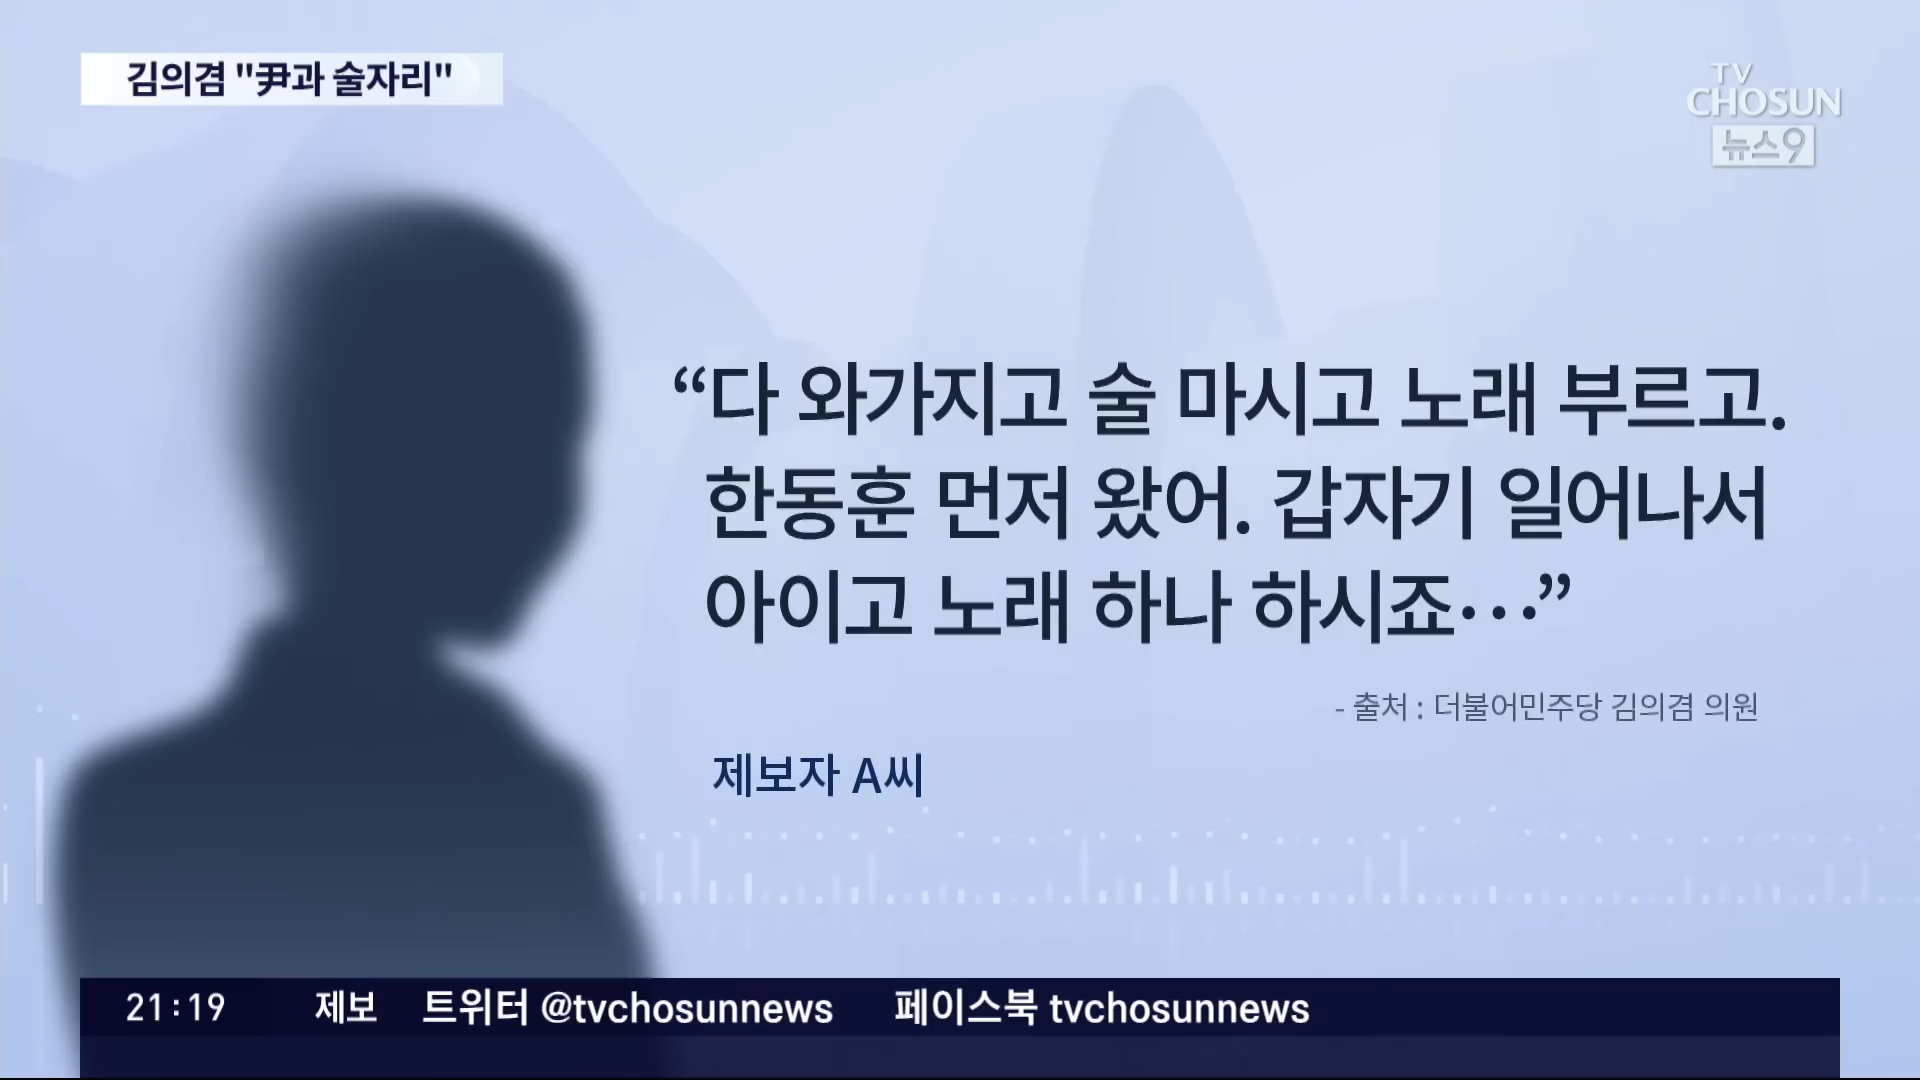 김의겸 "尹과 술자리"
TV
CHOSUN
뉴스9
“다 와가지고 술 마시고 노래 부르고.
한동훈 먼저 왔어. 갑자기 일어나서
아이고 노래 하나 하시죠···”
- 출처 : 더불어민주당 김의겸 의원
제보자 A씨
21:19 제보 트위터 @tvchosunnews 페이스북 tvchosunnews